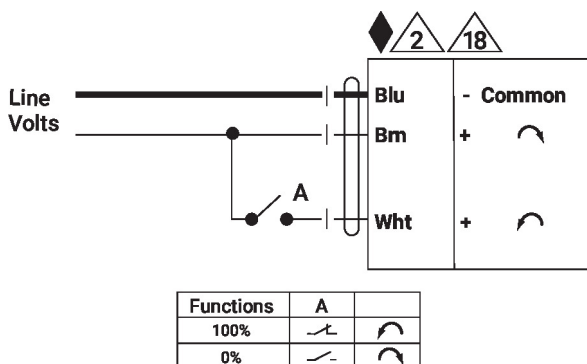 2 18
Line
Volts
Blu - Common
Brn +
A
Wht +
Functions A
100%
0%